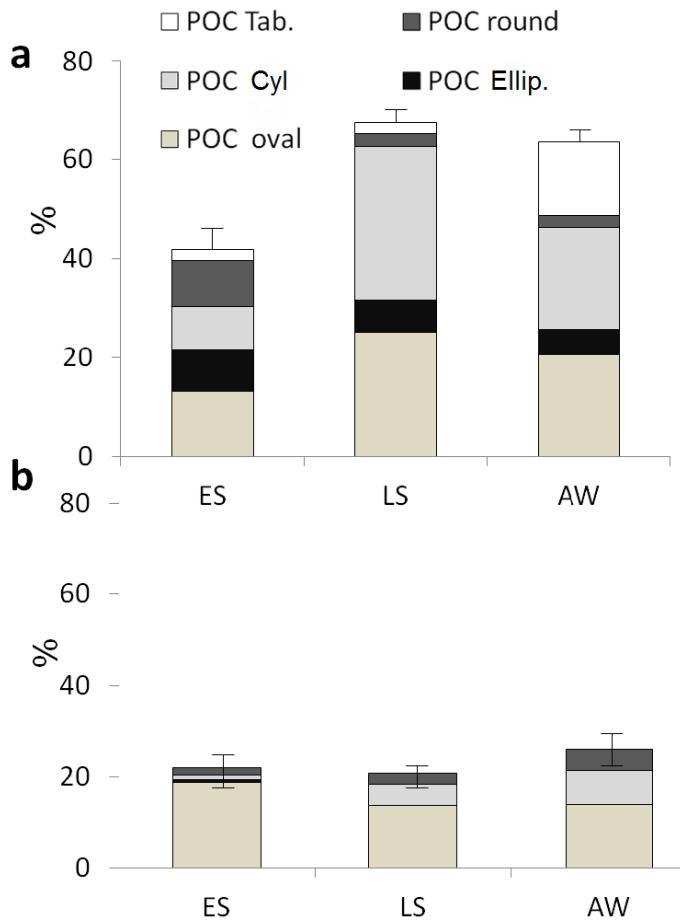 POC Tab. POC round
a 80
POC Cyl POC Ellip.
POC oval
60
%
40
20
0
ES LS AW
b 80
60
%
40
20
0
ES LS AW